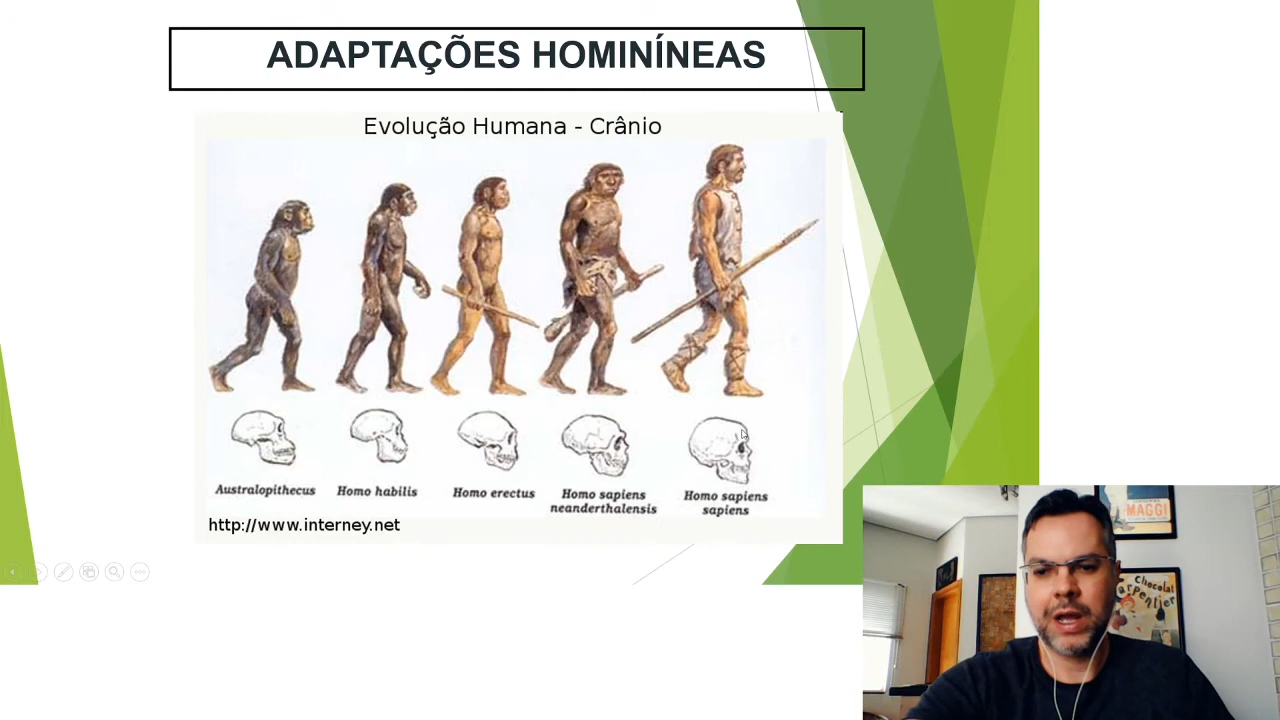 ADAPTAÇÕES HOMINÍNEAS
Evolução Humana - Crânio
Australopithecus
Homo habilis
Homo erectus
Homo sapiens
neanderthalensis
Homo sapiens
sapiens
http://www.interney.net
MAGGI
Chocolat
Carpentier